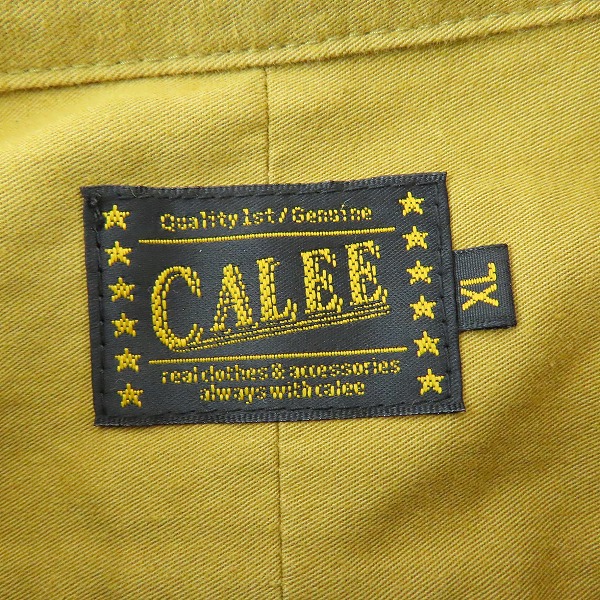 Quality 1st/Genuine
CALEE
real clothes & accessories
always with calee
XL